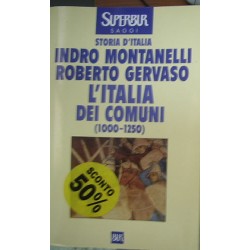 SUPERBUR
SAGGI
STORIA D'ITALIA
INDRO MONTANELLI
ROBERTO GERVASO
L'ITALIA
DEI COMUNI
(1000-1250)
SCONTO
50%